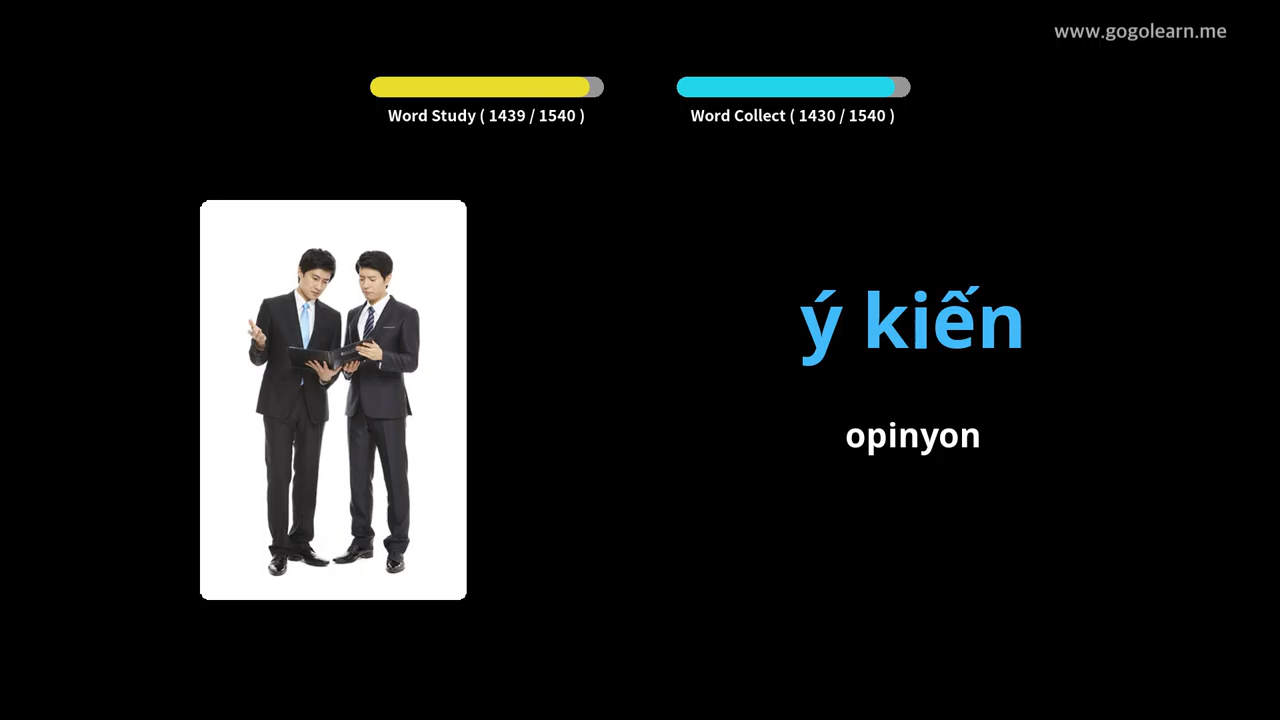 www.gogolearn.me
Word Study ( 1439 / 1540 )
Word Collect ( 1430 / 1540 )
ý kiến
opinyon